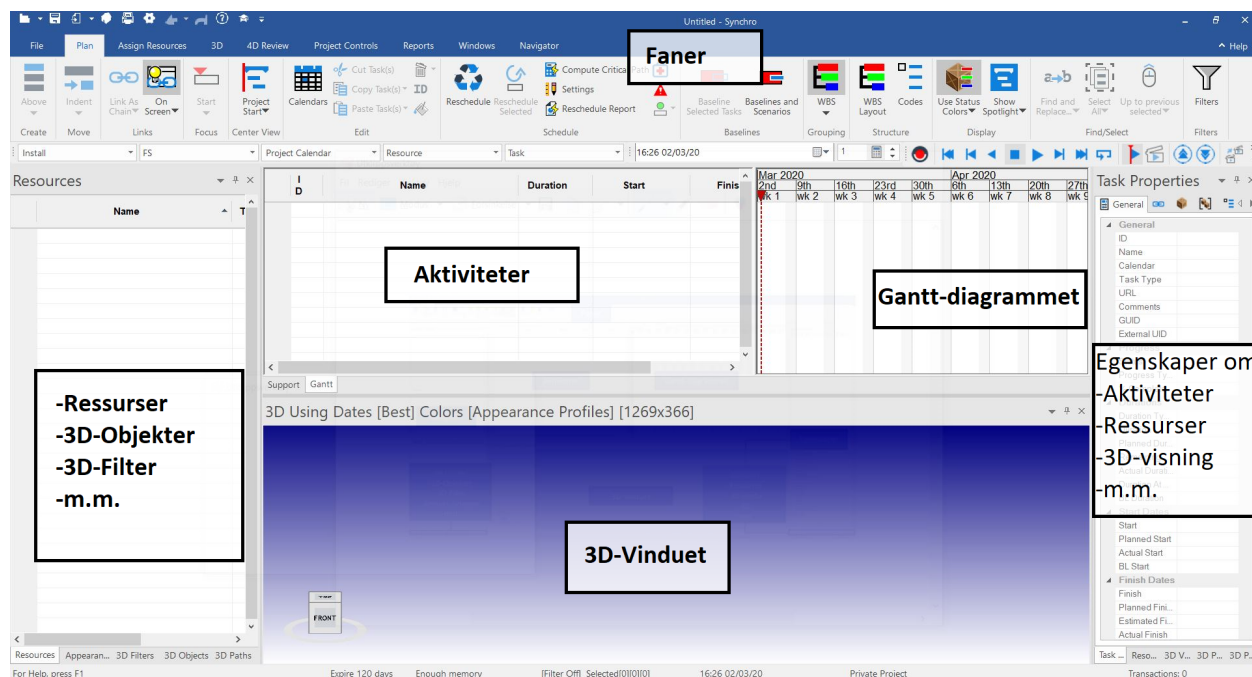 Untitled - Synchro
File Plan Assign Resources 3D 4D Review Project Controls Reports Windows Navigator Help
Faner
Above
Indent
Link As
Chain
On
Screen
Start
Project
Start
Calendars
Cut Task(s)
Copy Task(s) ID
Paste Task(s)
Reschedule
Reschedule
Selected
Compute Critical Path
Settings
Reschedule Report
Baseline
Selected Tasks
Baselines and
Scenarios
WBS
WBS
Layout
Codes
Use Status
Colors
Show
Spotlight
a→b
Find and
Replace...
Select
All
Up to previous
selected
Filters
Create Move Links Focus Center View Edit Schedule Baselines Grouping Structure Display Find/Select Filters
Install FS Project Calendar Resource Task 16:26 02/03/20 1
Resources
Name T
ID Name Duration Start Finis
Mar 2020 Apr 2020
2nd 9th 16th 23rd 30th 6th 13th 20th 27th
wk 1 wk 2 wk 3 wk 4 wk 5 wk 6 wk 7 wk 8 wk 9
Task Properties
General
General
ID
Name
Calendar
Task Type
URL
Comments
GUID
External UID
Aktiviteter
Gantt-diagrammet
Egenskaper om
-Aktiviteter
-Ressurser
-3D-visning
-m.m.
-Ressurser
-3D-Objekter
-3D-Filter
-m.m.
Support Gantt
3D Using Dates [Best] Colors [Appearance Profiles] [1269x366]
3D-Vinduet
FRONT
Start Dates
Start
Planned Start
Actual Start
BL Start
Finish Dates
Finish
Planned Fini...
Estimated Fi...
Actual Finish
Resources Appearan... 3D Filters 3D Objects 3D Paths
Task ... Reso... 3D V... 3D P... 3D P...
For Help, press F1 Expire 120 days Enough memory [Filter Off] Selected[0][0][0] 16:26 02/03/20 Private Project Transactions: 0